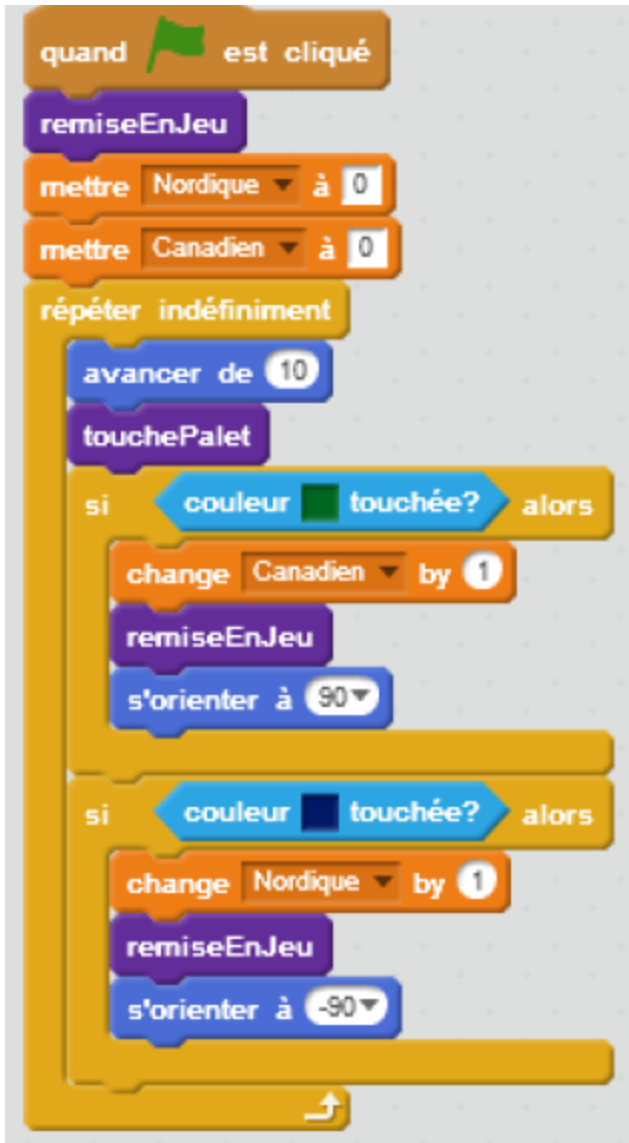 quand est cliqué
remiseEnJeu
mettre Nordique à 0
mettre Canadien à 0
répéter indéfiniment
avancer de 10
touchePalet
si couleur touchée? alors
change Canadien by 1
remiseEnJeu
s'orienter à 90
si couleur touchée? alors
change Nordique by 1
remiseEnJeu
s'orienter à -90